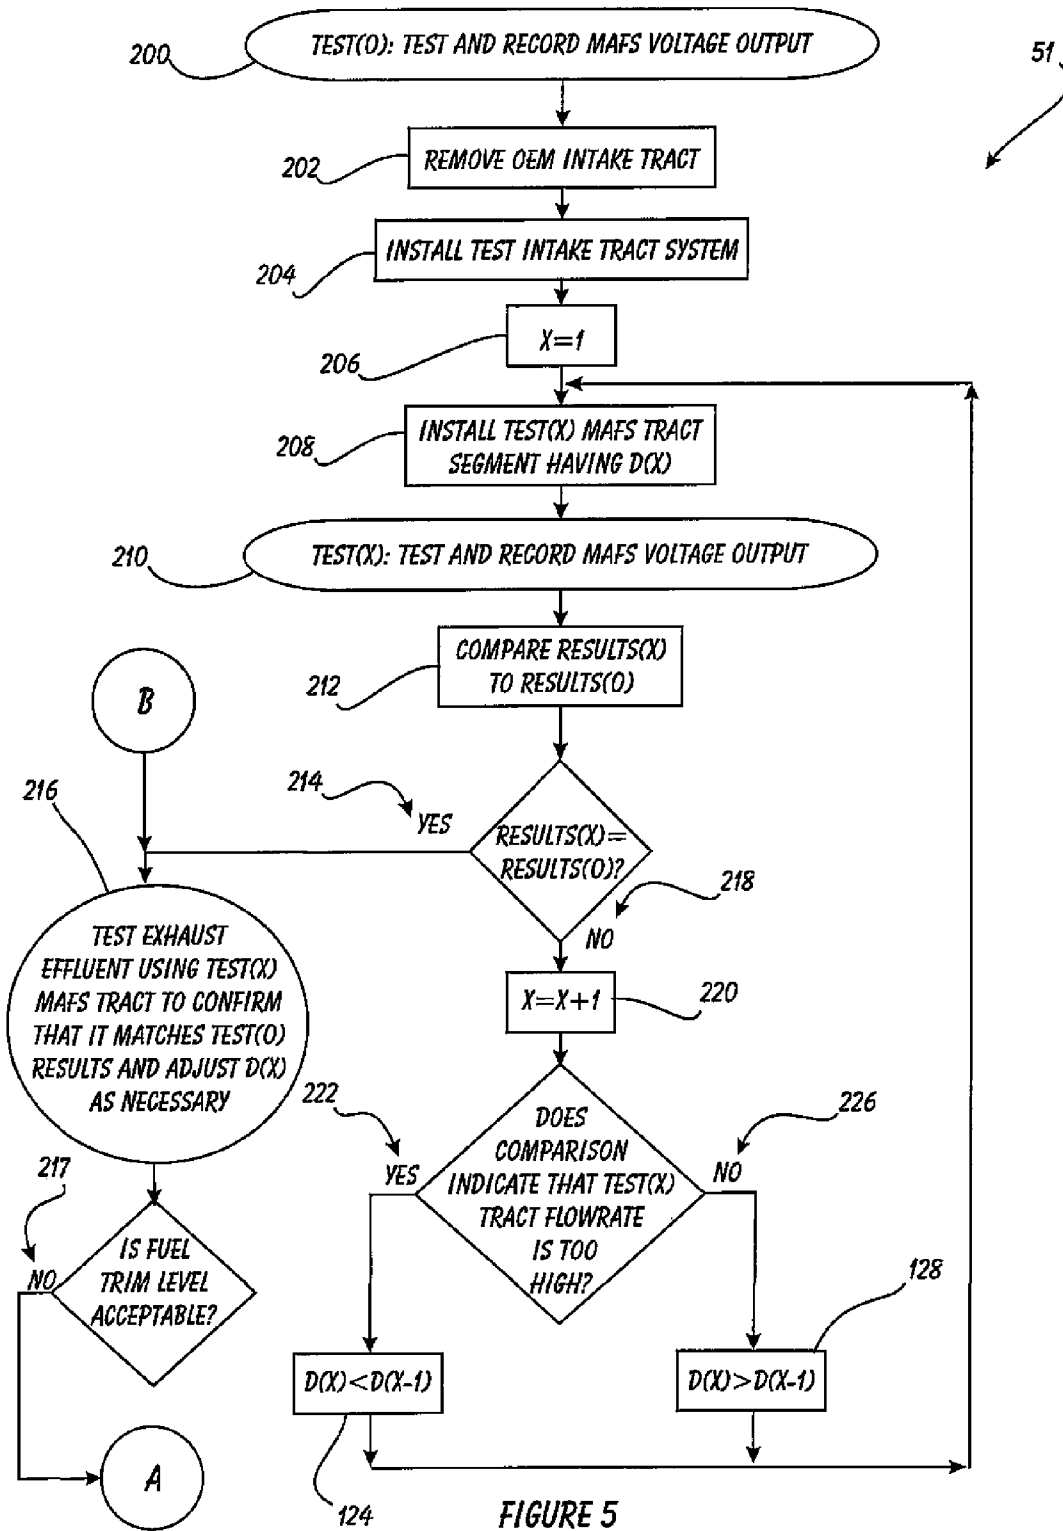 200
TEST(0): TEST AND RECORD MAFS VOLTAGE OUTPUT
51
202
REMOVE OEM INTAKE TRACT
204
INSTALL TEST INTAKE TRACT SYSTEM
206
X=1
208
INSTALL TEST(X) MAFS TRACT
SEGMENT HAVING D(X)
210
TEST(X): TEST AND RECORD MAFS VOLTAGE OUTPUT
212
COMPARE RESULTS(X)
TO RESULTS(0)
B
214
YES
RESULTS(X)=
RESULTS(0)?
218
NO
216
TEST EXHAUST
EFFLUENT USING TEST(X)
MAFS TRACT TO CONFIRM
THAT IT MATCHES TEST(0)
RESULTS AND ADJUST D(X)
AS NECESSARY
X=X+1
220
222
YES
DOES
COMPARISON
INDICATE THAT TEST(X)
TRACT FLOWRATE
IS TOO
HIGH?
226
NO
217
NO
IS FUEL
TRIM LEVEL
ACCEPTABLE?
128
D(X)<D(X-1)
D(X)>D(X-1)
A
124
FIGURE 5